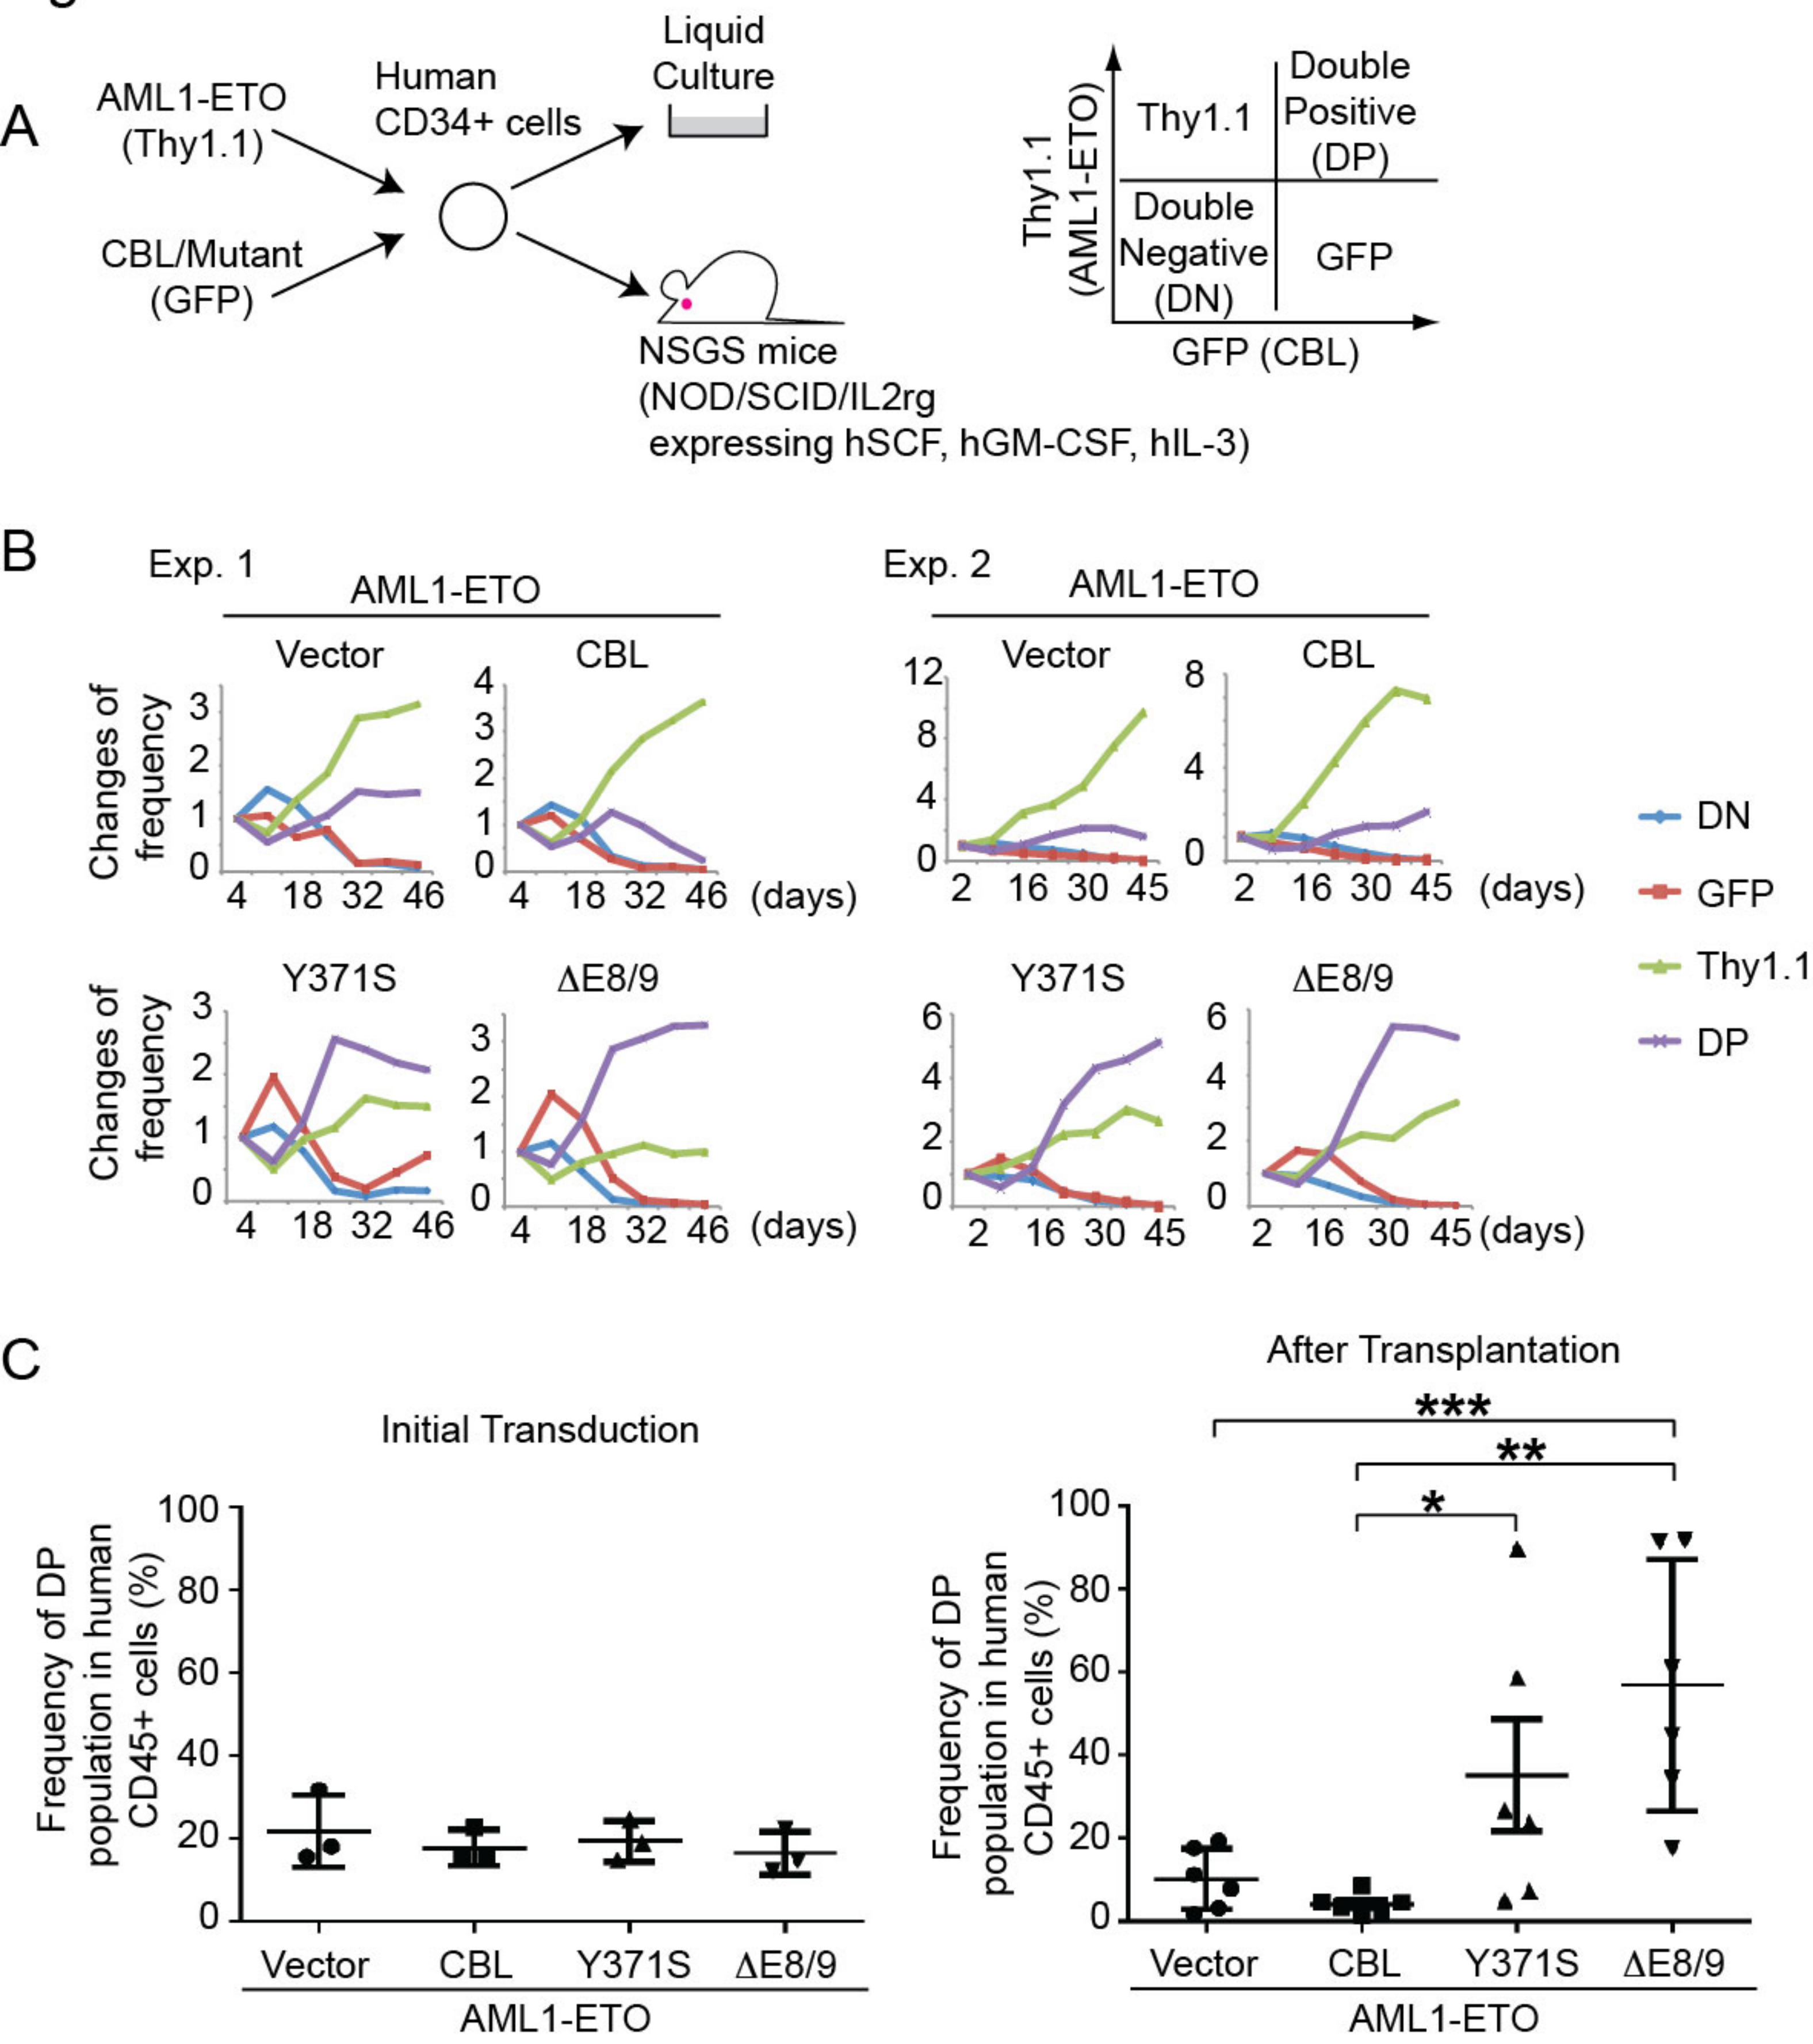 A
AML1-ETO
(Thy1.1)
CBL/Mutant
(GFP)
Human
CD34+ cells
Liquid
Culture
NSGS mice
(NOD/SCID/IL2rg
expressing hSCF, hGM-CSF, hIL-3)
Thy1.1
(AML1-ETO)
Thy1.1
Double
Positive
(DP)
Double
Negative
(DN)
GFP
GFP (CBL)
B
Exp. 1
AML1-ETO
Vector
CBL
Changes of
frequency
3
2
1
0
4 18 32 46
4
3
2
1
0
4 18 32 46 (days)
Y371S
ΔE8/9
Changes of
frequency
3
2
1
0
4 18 32 46
3
2
1
0
4 18 32 46 (days)
Exp. 2
AML1-ETO
Vector
CBL
12
8
4
0
2 16 30 45
8
4
0
2 16 30 45 (days)
Y371S
ΔE8/9
6
4
2
0
2 16 30 45
6
4
2
0
2 16 30 45 (days)
DN
GFP
Thy1.1
DP
C
Initial Transduction
Frequency of DP
population in human
CD45+ cells (%)
100
80
60
40
20
0
Vector CBL Y371S ΔE8/9
AML1-ETO
After Transplantation
***
**
*
Frequency of DP
population in human
CD45+ cells (%)
100
80
60
40
20
0
Vector CBL Y371S ΔE8/9
AML1-ETO